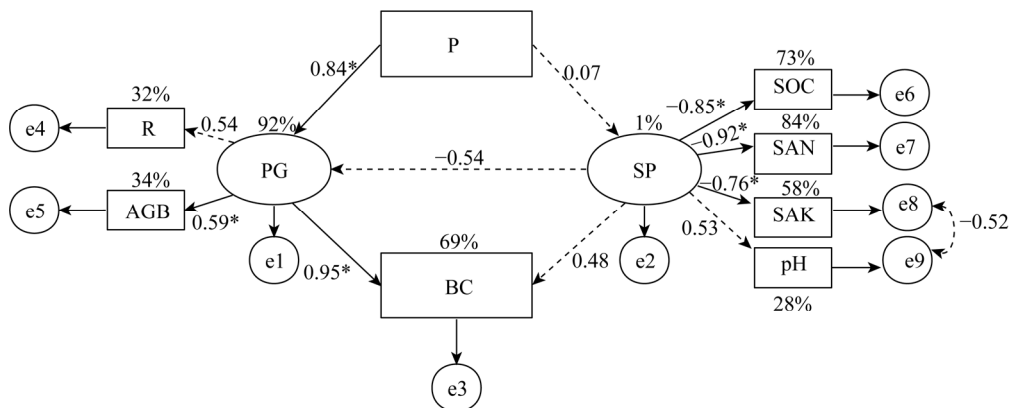 P
0.84*
0.07
73%
SOC
e6
−0.85*
32%
R
e4
0.54
92%
PG
1%
SP
−0.54
−0.92*
84%
SAN
e7
34%
AGB
e5
0.59*
−0.76*
58%
SAK
e8
−0.52
e1
0.95*
69%
BC
0.48
e2
0.53
pH
e9
28%
e3